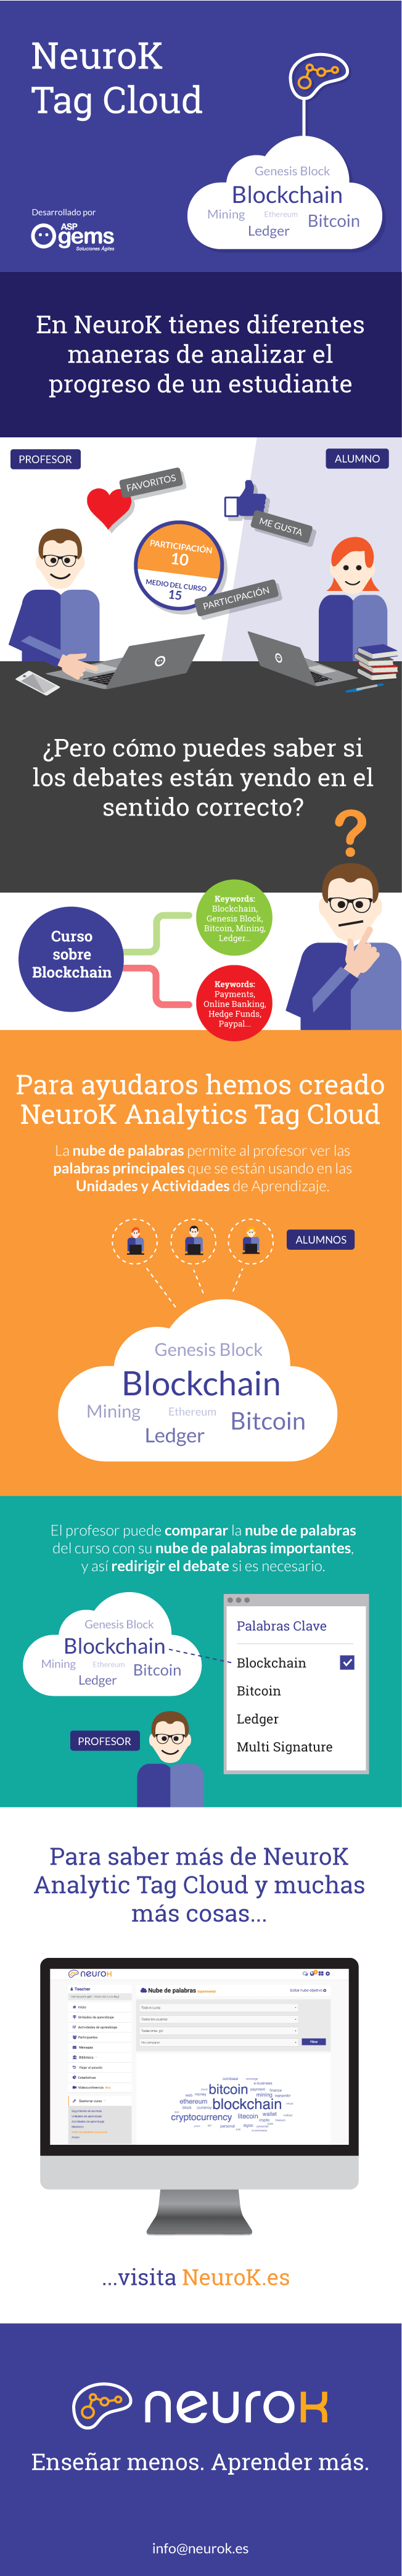 NeuroK
Tag Cloud
Genesis Block
Blockchain
Mining
Ethereum
Bitcoin
Ledger
Desarrollado por
ASP
gems
Soluciones Ágiles
En NeuroK tienes diferentes
maneras de analizar el
progreso de un estudiante
PROFESOR
ALUMNO
FAVORITOS
ME GUSTA
PARTICIPACIÓN
10
MEDIO DEL CURSO
15
PARTICIPACIÓN
¿Pero cómo puedes saber si
los debates están yendo en el
sentido correcto?
?
Curso
sobre
Blockchain
Keywords:
Blockchain,
Genesis Block,
Bitcoin, Mining,
Ledger...
Keywords:
Payments,
Online Banking,
Hedge Funds,
Paypal...
Para ayudaros hemos creado
NeuroK Analytics Tag Cloud
La nube de palabras permite al profesor ver las
palabras principales que se están usando en las
Unidades y Actividades de Aprendizaje.
ALUMNOS
Genesis Block
Blockchain
Mining
Ethereum
Bitcoin
Ledger
El profesor puede comparar la nube de palabras
del curso con su nube de palabras importantes,
y así redirigir el debate si es necesario.
Genesis Block
Blockchain
Mining
Ethereum
Bitcoin
Ledger
PROFESOR
Palabras Clave
Blockchain
Bitcoin
Ledger
Multi Signature
Para saber más de NeuroK
Analytic Tag Cloud y muchas
más cosas...
neuroK
Nube de palabras
bitcoin
ethereum
blockchain
cryptocurrency
litecoin
wallet
...visita NeuroK.es
neuroK
Enseñar menos. Aprender más.
info@neurok.es